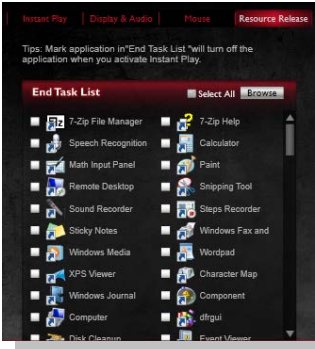 Instant Play | Display & Audio | Mouse | Resource Release
Tips: Mark application in"End Task List "will turn off the
application when you activate Instant Play.
End Task List Select All Browse
7-Zip File Manager 7-Zip Help
Speech Recognition Calculator
Math Input Panel Paint
Remote Desktop Snipping Tool
Sound Recorder Steps Recorder
Sticky Notes Windows Fax and
Windows Media Wordpad
XPS Viewer Character Map
Windows Journal Component
Computer dfrgui
Disk Cleanup Event Viewer